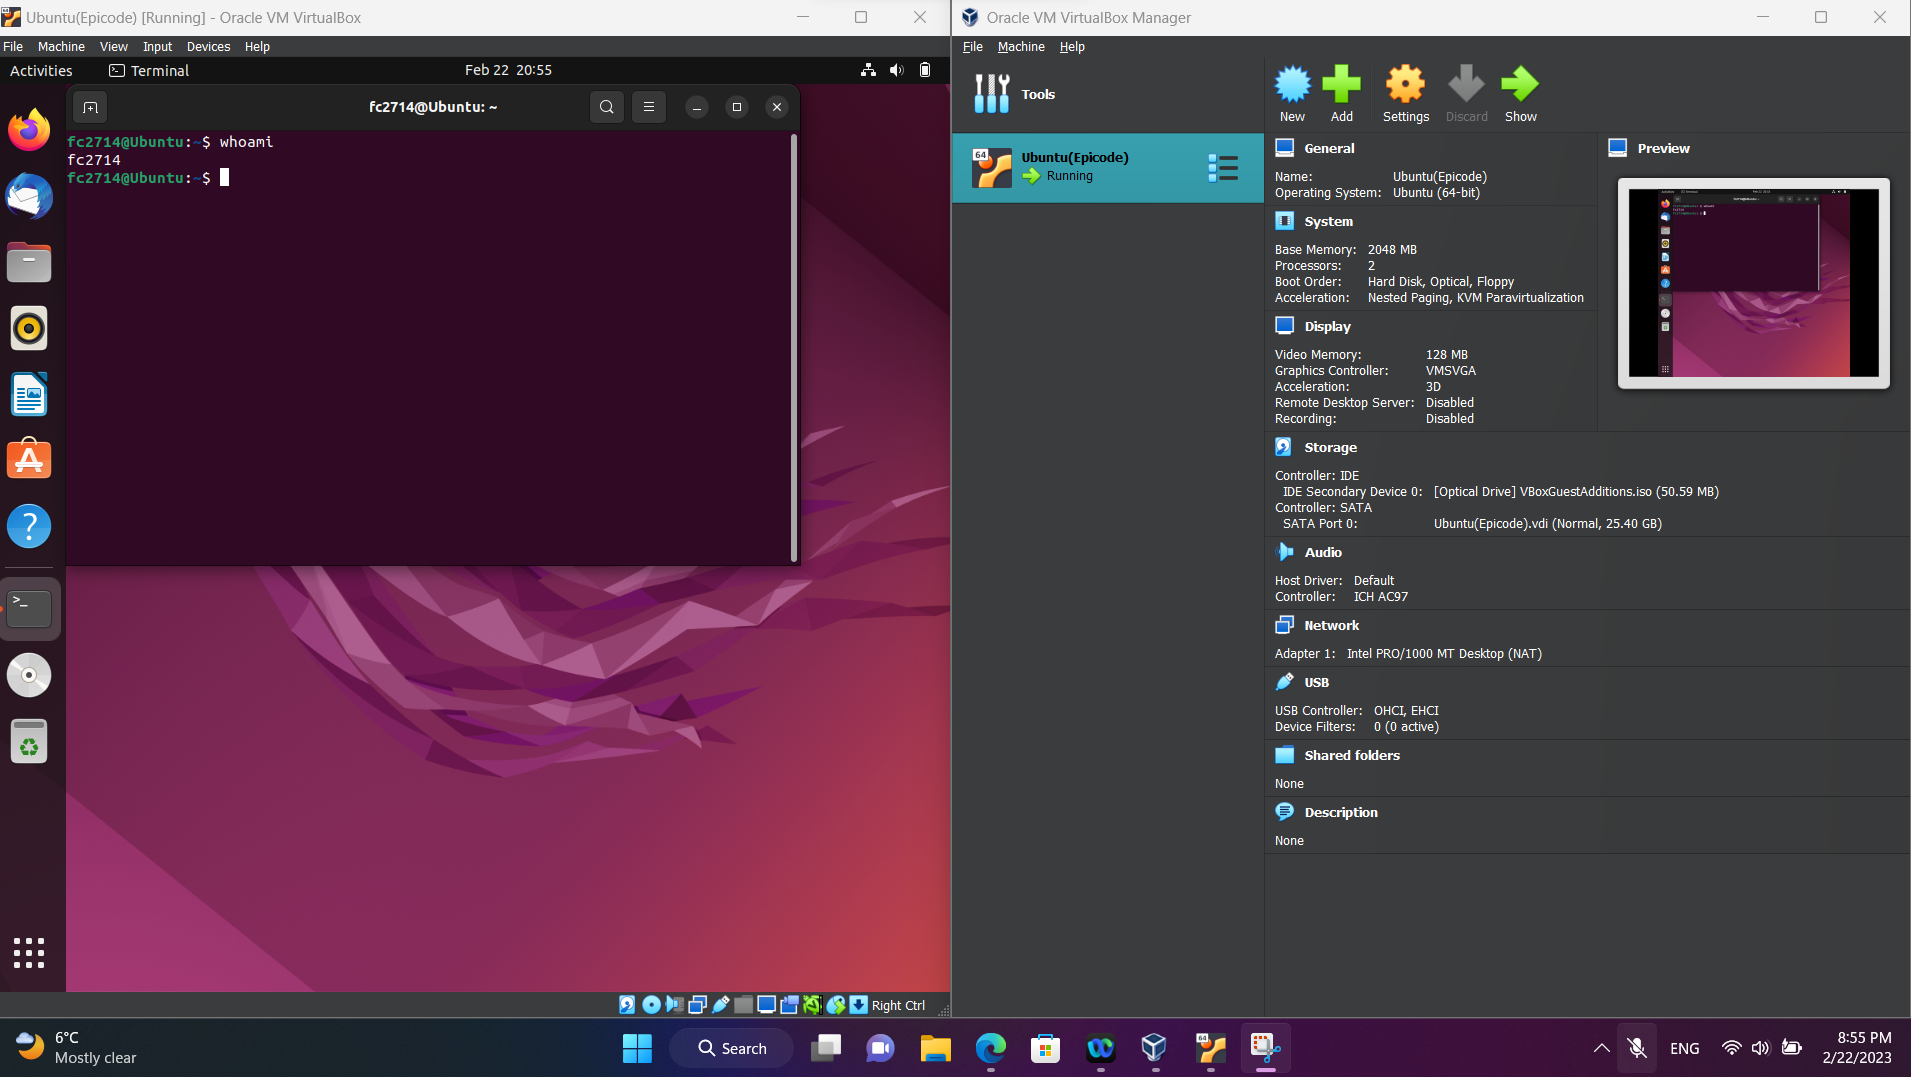 Ubuntu(Epicode) [Running] - Oracle VM VirtualBox
File Machine View Input Devices Help
Activities Terminal Feb 22 20:55
fc2714@Ubuntu: ~
fc2714@Ubuntu:~$ whoami
fc2714
fc2714@Ubuntu:~$
Right Ctrl
Oracle VM VirtualBox Manager
File Machine Help
Tools
New Add Settings Discard Show
64
Ubuntu(Epicode)
Running
General
Name: Ubuntu(Epicode)
Operating System: Ubuntu (64-bit)
System
Base Memory: 2048 MB
Processors: 2
Boot Order: Hard Disk, Optical, Floppy
Acceleration: Nested Paging, KVM Paravirtualization
Display
Video Memory: 128 MB
Graphics Controller: VMSVGA
Acceleration: 3D
Remote Desktop Server: Disabled
Recording: Disabled
Storage
Controller: IDE
IDE Secondary Device 0: [Optical Drive] VBoxGuestAdditions.iso (50.59 MB)
Controller: SATA
SATA Port 0: Ubuntu(Epicode).vdi (Normal, 25.40 GB)
Audio
Host Driver: Default
Controller: ICH AC97
Network
Adapter 1: Intel PRO/1000 MT Desktop (NAT)
USB
USB Controller: OHCI, EHCI
Device Filters: 0 (0 active)
Shared folders
None
Description
None
Preview
6°C
Mostly clear
Search
ENG
8:55 PM
2/22/2023